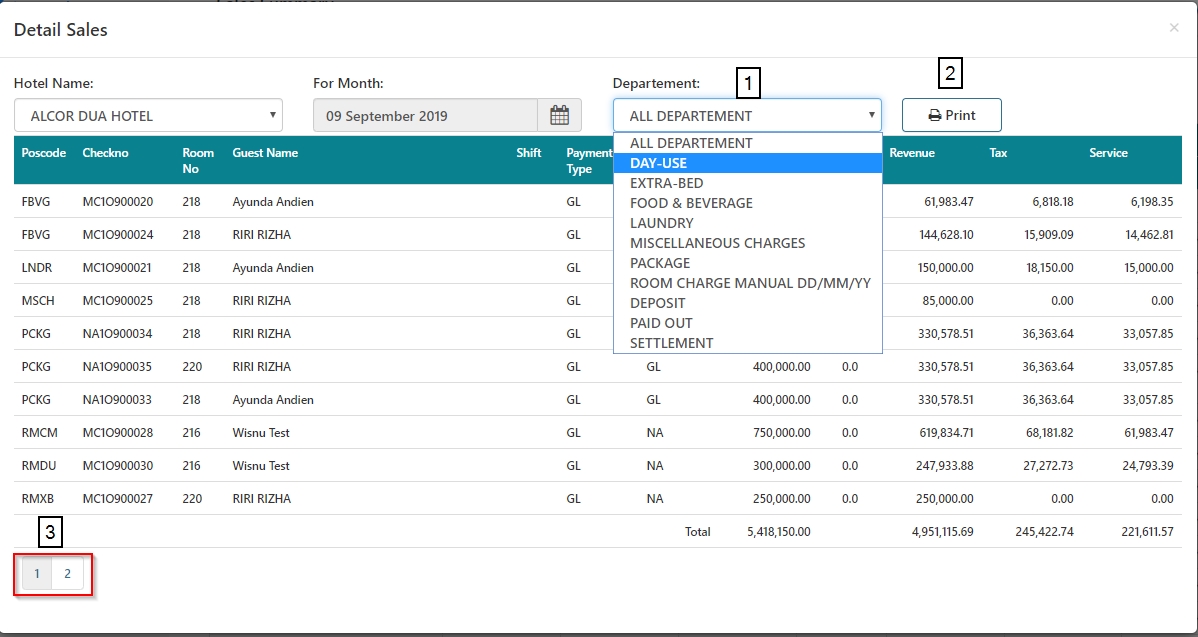 Detail Sales ×
Hotel Name: For Month: Departement: 1 2
ALCOR DUA HOTEL 09 September 2019 ALL DEPARTEMENT Print
ALL DEPARTEMENT
DAY-USE
EXTRA-BED
FOOD & BEVERAGE
LAUNDRY
MISCELLANEOUS CHARGES
PACKAGE
ROOM CHARGE MANUAL DD/MM/YY
DEPOSIT
PAID OUT
SETTLEMENT
Poscode Checkno Room No Guest Name Shift Payment Type Revenue Tax Service
FBVG MC1O900020 218 Ayunda Andien GL 61,983.47 6,818.18 6,198.35
FBVG MC1O900024 218 RIRI RIZHA GL 144,628.10 15,909.09 14,462.81
LNDR MC1O900021 218 Ayunda Andien GL 150,000.00 18,150.00 15,000.00
MSCH MC1O900025 218 RIRI RIZHA GL 85,000.00 0.00 0.00
PCKG NA1O900034 218 RIRI RIZHA GL 330,578.51 36,363.64 33,057.85
PCKG NA1O900035 220 RIRI RIZHA GL GL 400,000.00 0.0 330,578.51 36,363.64 33,057.85
PCKG NA1O900033 218 Ayunda Andien GL GL 400,000.00 0.0 330,578.51 36,363.64 33,057.85
RMCM MC1O900028 216 Wisnu Test GL NA 750,000.00 0.0 619,834.71 68,181.82 61,983.47
RMDU MC1O900030 216 Wisnu Test GL NA 300,000.00 0.0 247,933.88 27,272.73 24,793.39
RMXB MC1O900027 220 RIRI RIZHA GL NA 250,000.00 0.0 250,000.00 0.00 0.00
Total 5,418,150.00 4,951,115.69 245,422.74 221,611.57
3
1 2